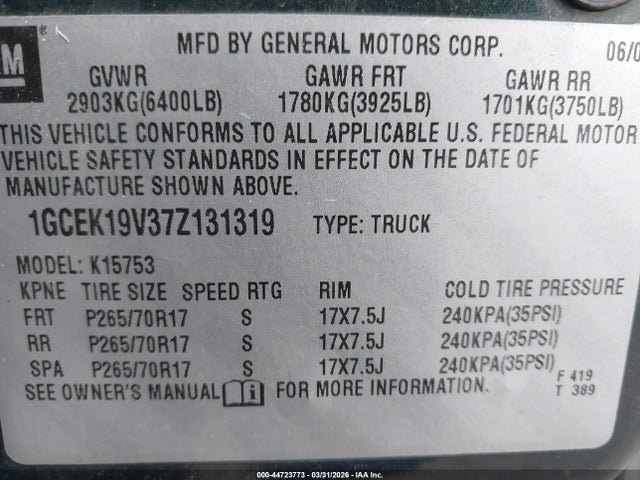 GM ®
MFD BY GENERAL MOTORS CORP. 06/0
GVWR GAWR FRT GAWR RR
2903KG(6400LB) 1780KG(3925LB) 1701KG(3750LB)
THIS VEHICLE CONFORMS TO ALL APPLICABLE U.S. FEDERAL MOTOR
VEHICLE SAFETY STANDARDS IN EFFECT ON THE DATE OF
MANUFACTURE SHOWN ABOVE.
1GCEK19V37Z131319 TYPE: TRUCK
MODEL: K15753
KPNE TIRE SIZE SPEED RTG RIM COLD TIRE PRESSURE
FRT P265/70R17 S 17X7.5J 240KPA(35PSI)
RR P265/70R17 S 17X7.5J 240KPA(35PSI)
SPA P265/70R17 S 17X7.5J 240KPA(35PSI) F 419
SEE OWNER'S MANUAL i FOR MORE INFORMATION. T 389
000-44723773 - 03/31/2026 - IAA Inc.